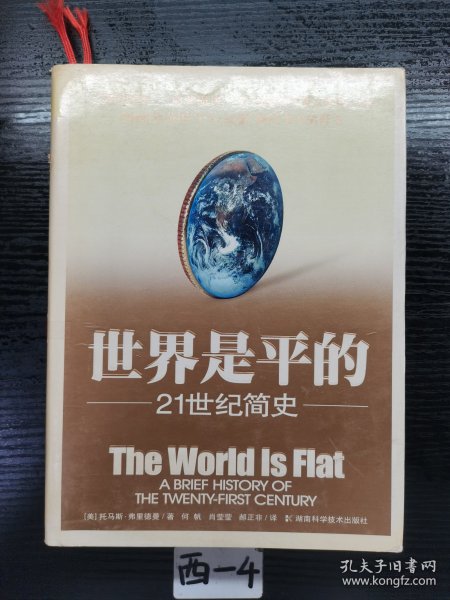 世界是平的
21世纪简史
The World Is Flat
A BRIEF HISTORY OF
THE TWENTY-FIRST CENTURY
[美]托马斯·弗里德曼/著 何 帆 肖莹莹 郝正非/译 湖南科学技术出版社
西-4
孔夫子旧书网
www.kongfz.com